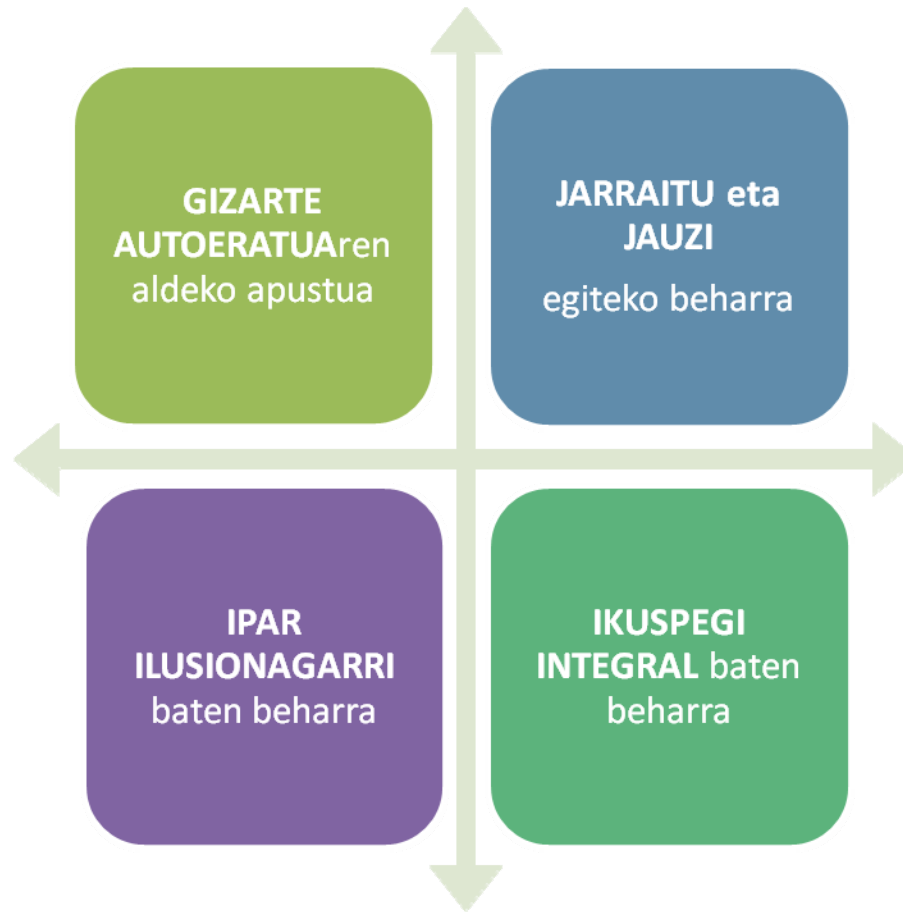 GIZARTE
AUTOERATUAren
aldeko apustua
JARRAITU eta
JAUZI
egiteko beharra
IPAR
ILUSIONAGARRI
baten beharra
IKUSPEGI
INTEGRAL baten
beharra